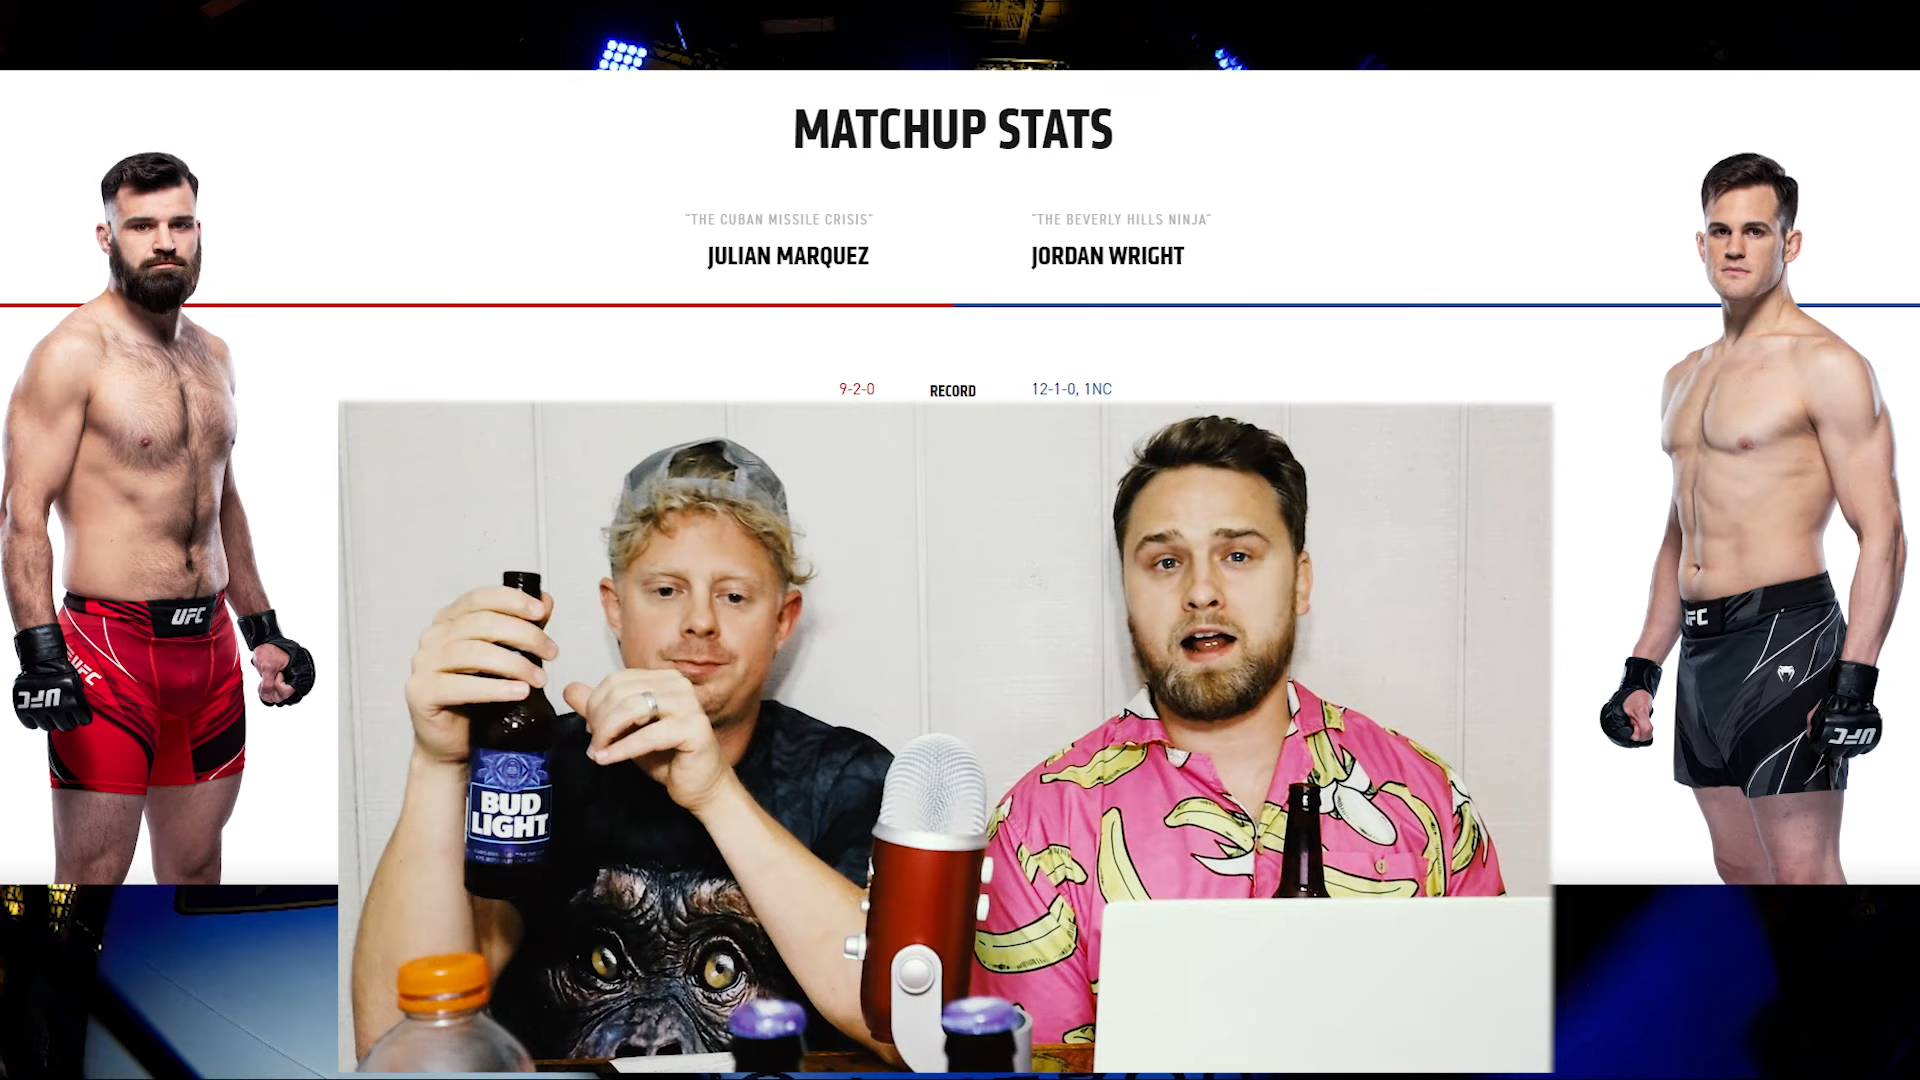 MATCHUP STATS
"THE CUBAN MISSILE CRISIS"
"THE BEVERLY HILLS NINJA"
JULIAN MARQUEZ
JORDAN WRIGHT
9-2-0
RECORD
12-1-0, 1NC
UFC
UFC
UFC
UFC
UFC
BUD
LIGHT